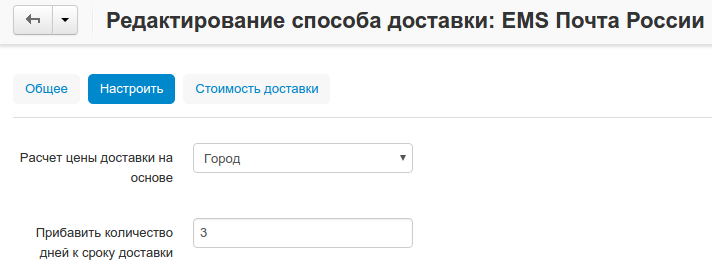 Редактирование способа доставки: EMS Почта России
Общее Настроить Стоимость доставки
Расчет цены доставки на основе Город
Прибавить количество дней к сроку доставки 3